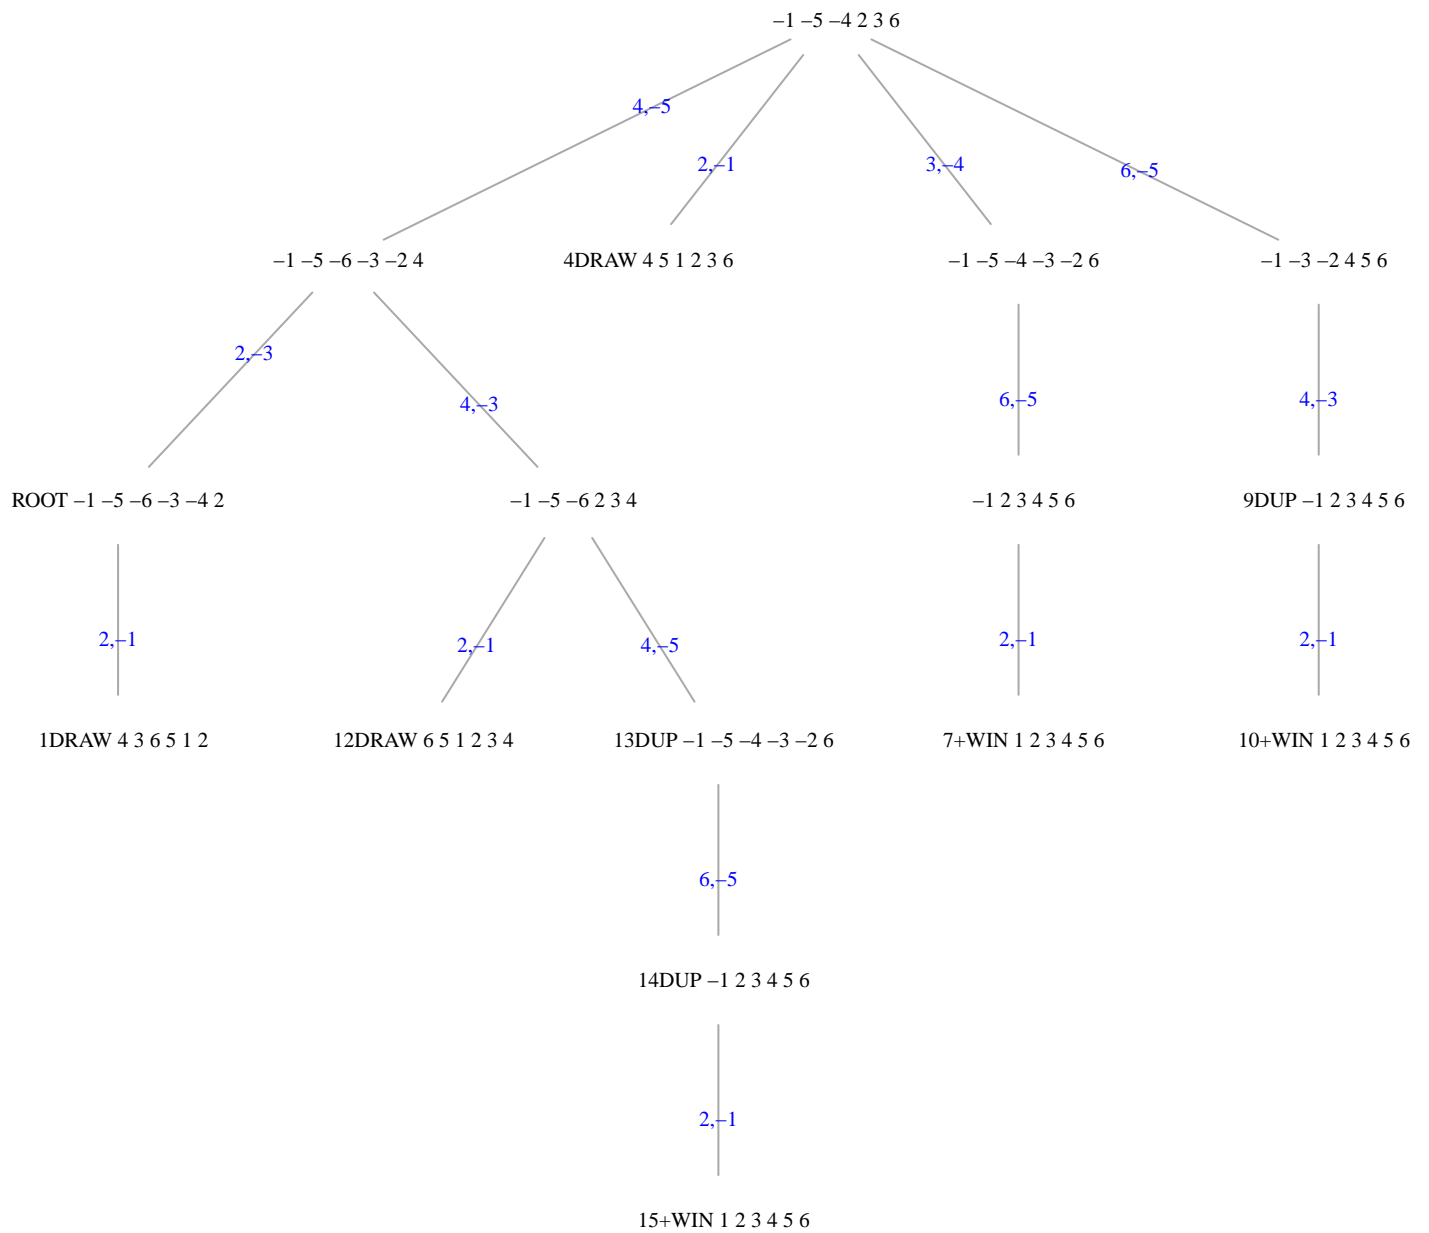 –1 –5 –4 2 3 6
4,–5
2,–1
3,–4
6,–5
–1 –5 –6 –3 –2 4
4DRAW 4 5 1 2 3 6
–1 –5 –4 –3 –2 6
–1 –3 –2 4 5 6
2,–3
4,–3
6,–5
4,–3
ROOT –1 –5 –6 –3 –4 2
–1 –5 –6 2 3 4
–1 2 3 4 5 6
9DUP –1 2 3 4 5 6
2,–1
2,–1
4,–5
2,–1
2,–1
1DRAW 4 3 6 5 1 2
12DRAW 6 5 1 2 3 4
13DUP –1 –5 –4 –3 –2 6
7+WIN 1 2 3 4 5 6
10+WIN 1 2 3 4 5 6
6,–5
14DUP –1 2 3 4 5 6
2,–1
15+WIN 1 2 3 4 5 6